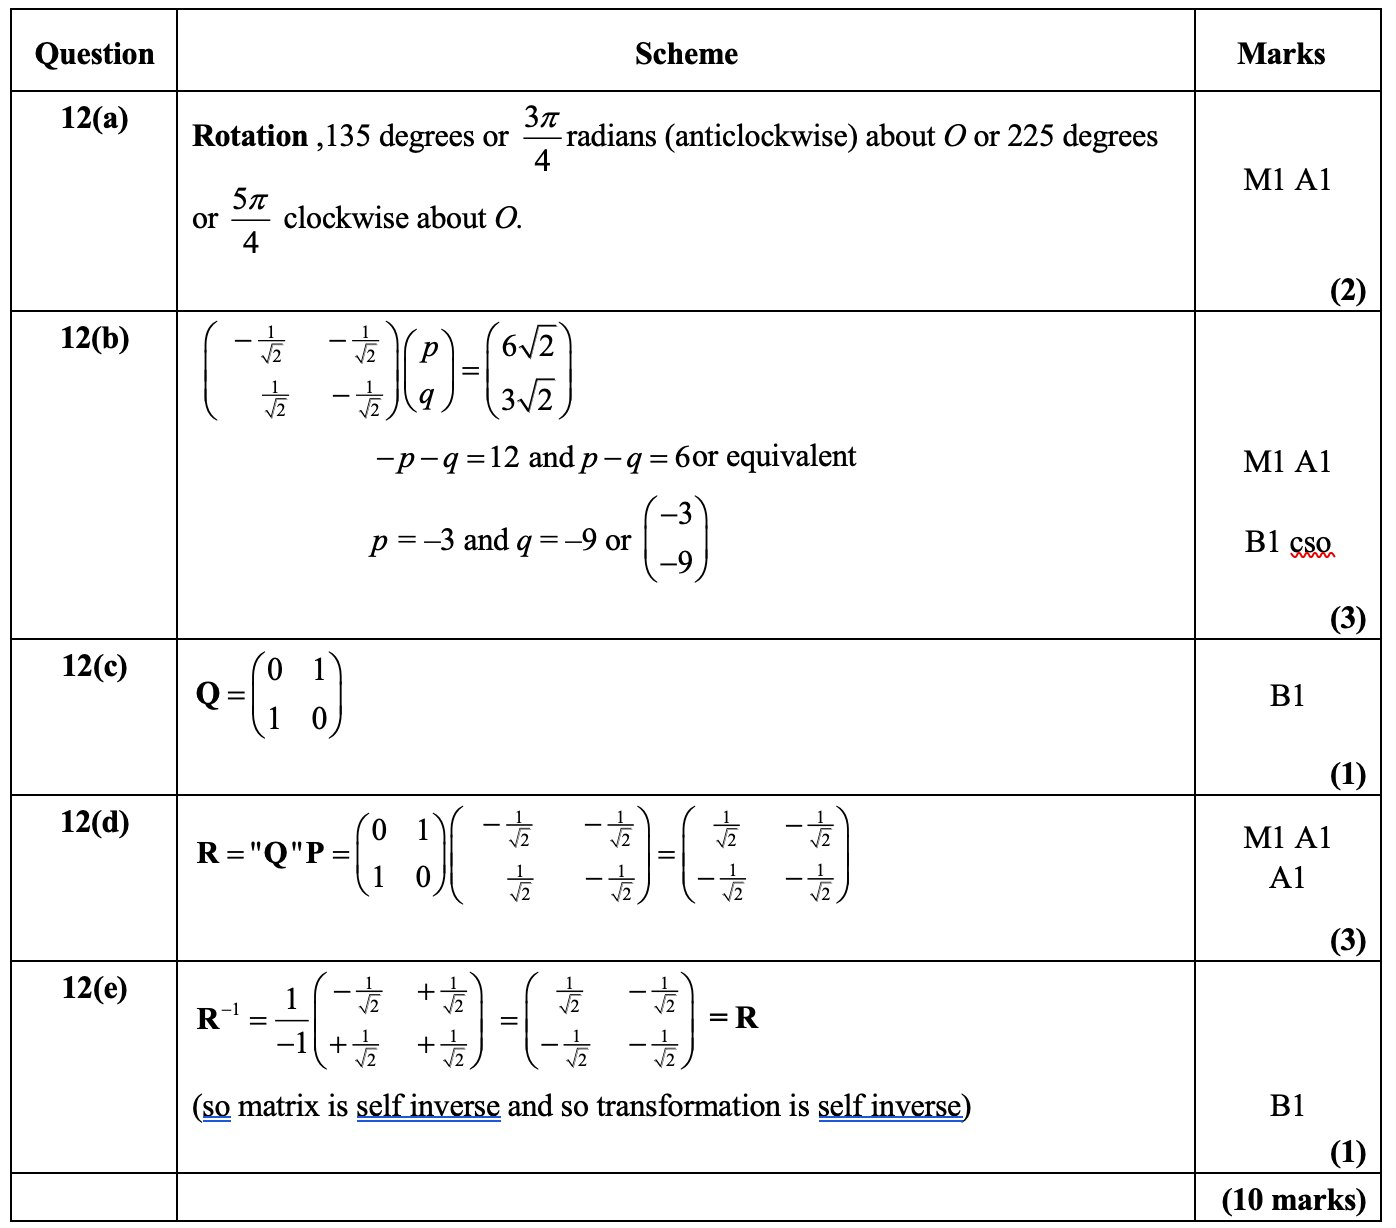 Question Scheme Marks
12(a) Rotation ,135 degrees or 3π/4 radians (anticlockwise) about O or 225 degrees
or 5π/4 clockwise about O.
M1 A1
(2)
12(b) (−1/√2 −1/√2; 1/√2 −1/√2)(p; q) = (6√2; 3√2)
−p−q=12 and p−q=6or equivalent M1 A1
p =–3 and q =–9 or (−3; −9) B1 cso
(3)
12(c) Q = (0 1; 1 0) B1
(1)
12(d) R = "Q"P = (0 1; 1 0)(−1/√2 −1/√2; 1/√2 −1/√2) = (1/√2 −1/√2; −1/√2 −1/√2) M1 A1
A1
(3)
12(e) R⁻¹ = 1/−1 (−1/√2 +1/√2; +1/√2 +1/√2) = (1/√2 −1/√2; −1/√2 −1/√2) = R
(so matrix is self inverse and so transformation is self inverse) B1
(1)
(10 marks)